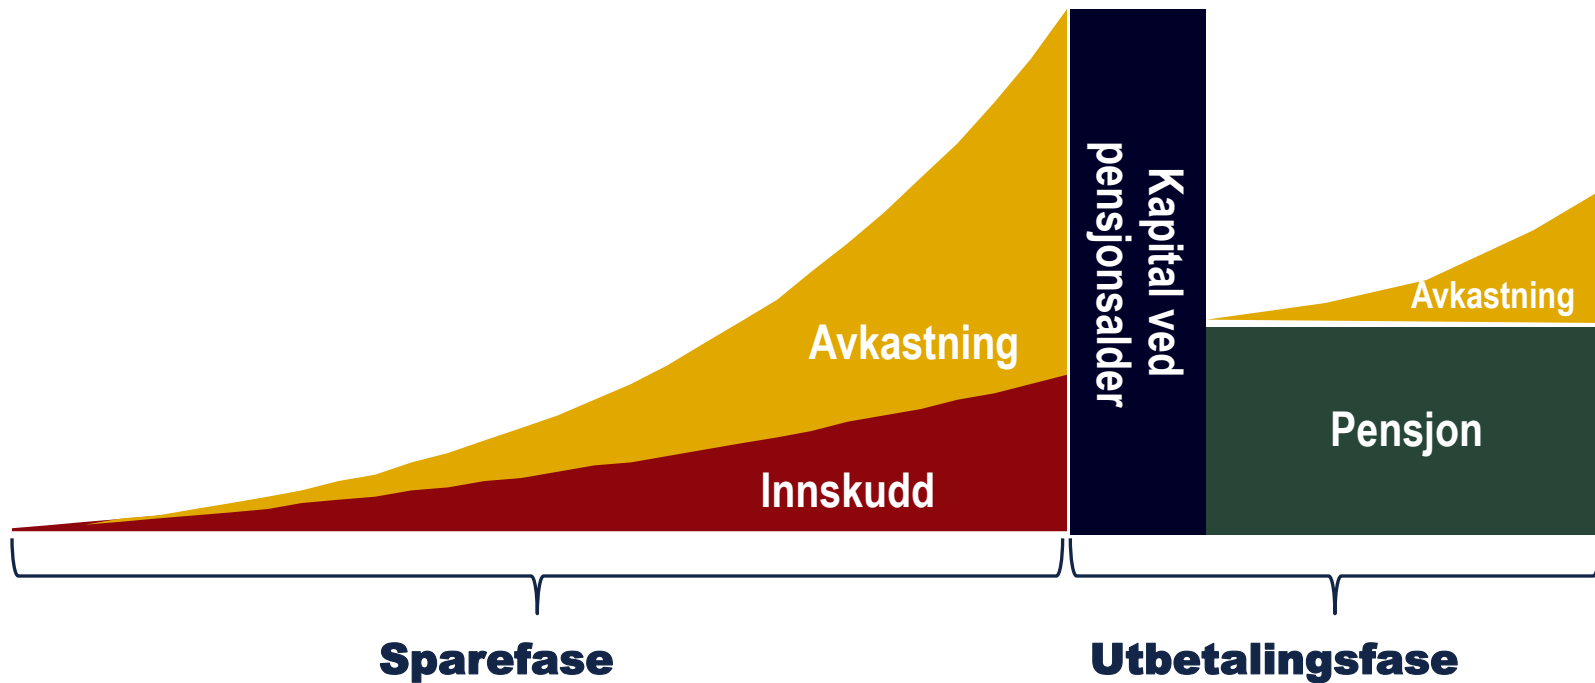 Avkastning
Innskudd
Kapital ved
pensjonsalder
Avkastning
Pensjon
Sparefase
Utbetalingsfase